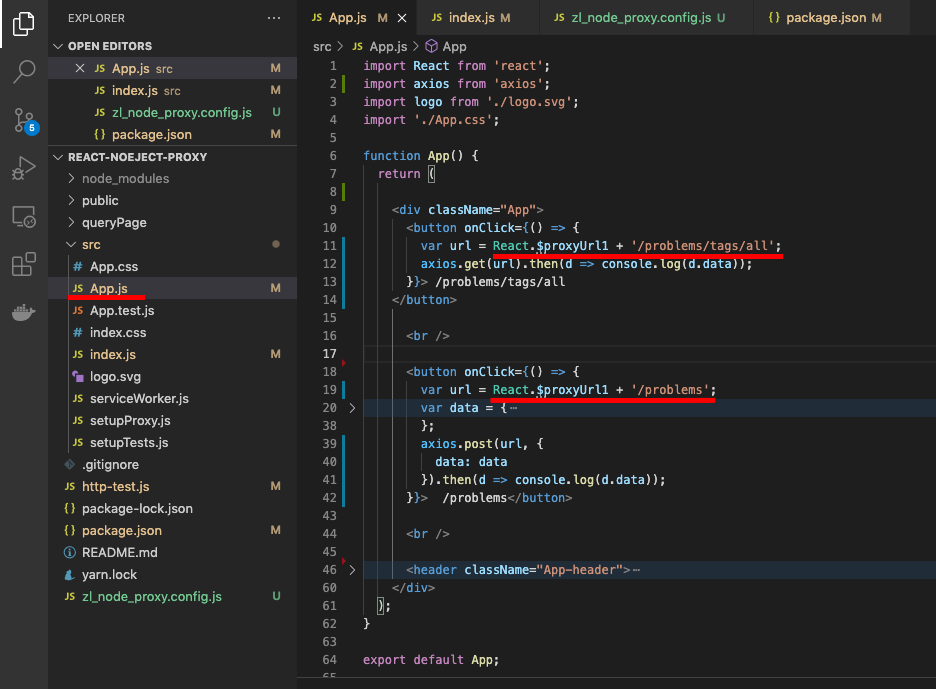 EXPLORER
OPEN EDITORS
JS App.js src M
JS index.js src M
JS zl_node_proxy.config.js U
{} package.json M
REACT-NOEJECT-PROXY
node_modules
public
queryPage
src
# App.css
JS App.js M
JS App.test.js
# index.css
JS index.js M
logo.svg
JS serviceWorker.js
JS setupProxy.js
JS setupTests.js
.gitignore
JS http-test.js M
{} package-lock.json
{} package.json M
README.md
yarn.lock
JS zl_node_proxy.config.js U
5
JS App.js M JS index.js M JS zl_node_proxy.config.js U {} package.json M
src > JS App.js > App
1 import React from 'react';
2 import axios from 'axios';
3 import logo from './logo.svg';
4 import './App.css';
5
6 function App() {
7 return (
8
9 <div className="App">
10 <button onClick={() => {
11 var url = React.$proxyUrl1 + '/problems/tags/all';
12 axios.get(url).then(d => console.log(d.data));
13 }}> /problems/tags/all
14 </button>
15
16 <br />
17
18 <button onClick={() => {
19 var url = React.$proxyUrl1 + '/problems';
20 var data = {⋯
38 };
39 axios.post(url, {
40 data: data
41 }).then(d => console.log(d.data));
42 }}> /problems</button>
43
44 <br />
45
46 <header className="App-header">⋯
60 </div>
61 );
62 }
63
64 export default App;
65